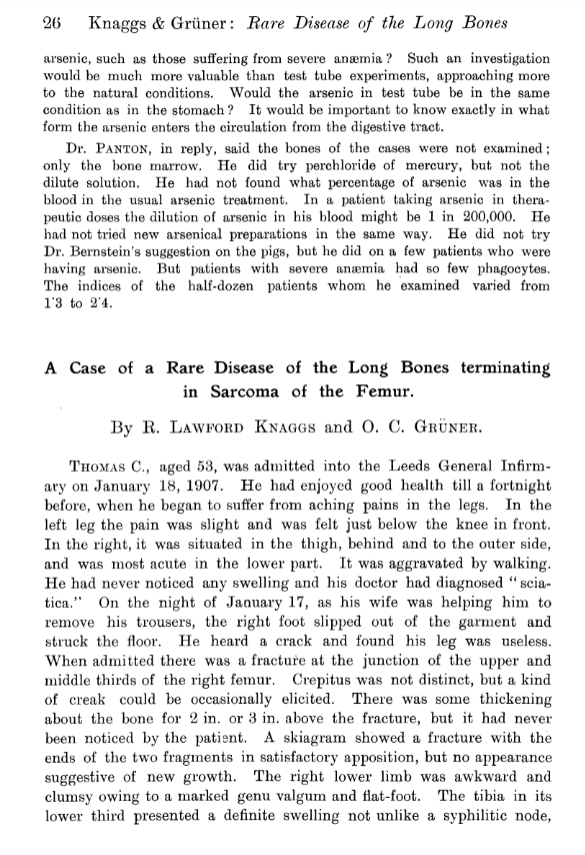 26 Knaggs & Grüner: Rare Disease of the Long Bones
arsenic, such as those suffering from severe anæmia? Such an investigation
would be much more valuable than test tube experiments, approaching more
to the natural conditions. Would the arsenic in test tube be in the same
condition as in the stomach? It would be important to know exactly in what
form the arsenic enters the circulation from the digestive tract.
Dr. PANTON, in reply, said the bones of the cases were not examined;
only the bone marrow. He did try perchloride of mercury, but not the
dilute solution. He had not found what percentage of arsenic was in the
blood in the usual arsenic treatment. In a patient taking arsenic in thera-
peutic doses the dilution of arsenic in his blood might be 1 in 200,000. He
had not tried new arsenical preparations in the same way. He did not try
Dr. Bernstein's suggestion on the pigs, but he did on a few patients who were
having arsenic. But patients with severe anæmia had so few phagocytes.
The indices of the half-dozen patients whom he examined varied from
1·3 to 2·4.
A Case of a Rare Disease of the Long Bones terminating
in Sarcoma of the Femur.
By R. LAWFORD KNAGGS and O. C. GRÜNER.
THOMAS C., aged 53, was admitted into the Leeds General Infirm-
ary on January 18, 1907. He had enjoyed good health till a fortnight
before, when he began to suffer from aching pains in the legs. In the
left leg the pain was slight and was felt just below the knee in front.
In the right, it was situated in the thigh, behind and to the outer side,
and was most acute in the lower part. It was aggravated by walking.
He had never noticed any swelling and his doctor had diagnosed "scia-
tica." On the night of January 17, as his wife was helping him to
remove his trousers, the right foot slipped out of the garment and
struck the floor. He heard a crack and found his leg was useless.
When admitted there was a fracture at the junction of the upper and
middle thirds of the right femur. Crepitus was not distinct, but a kind
of creak could be occasionally elicited. There was some thickening
about the bone for 2 in. or 3 in. above the fracture, but it had never
been noticed by the patient. A skiagram showed a fracture with the
ends of the two fragments in satisfactory apposition, but no appearance
suggestive of new growth. The right lower limb was awkward and
clumsy owing to a marked genu valgum and flat-foot. The tibia in its
lower third presented a definite swelling not unlike a syphilitic node,